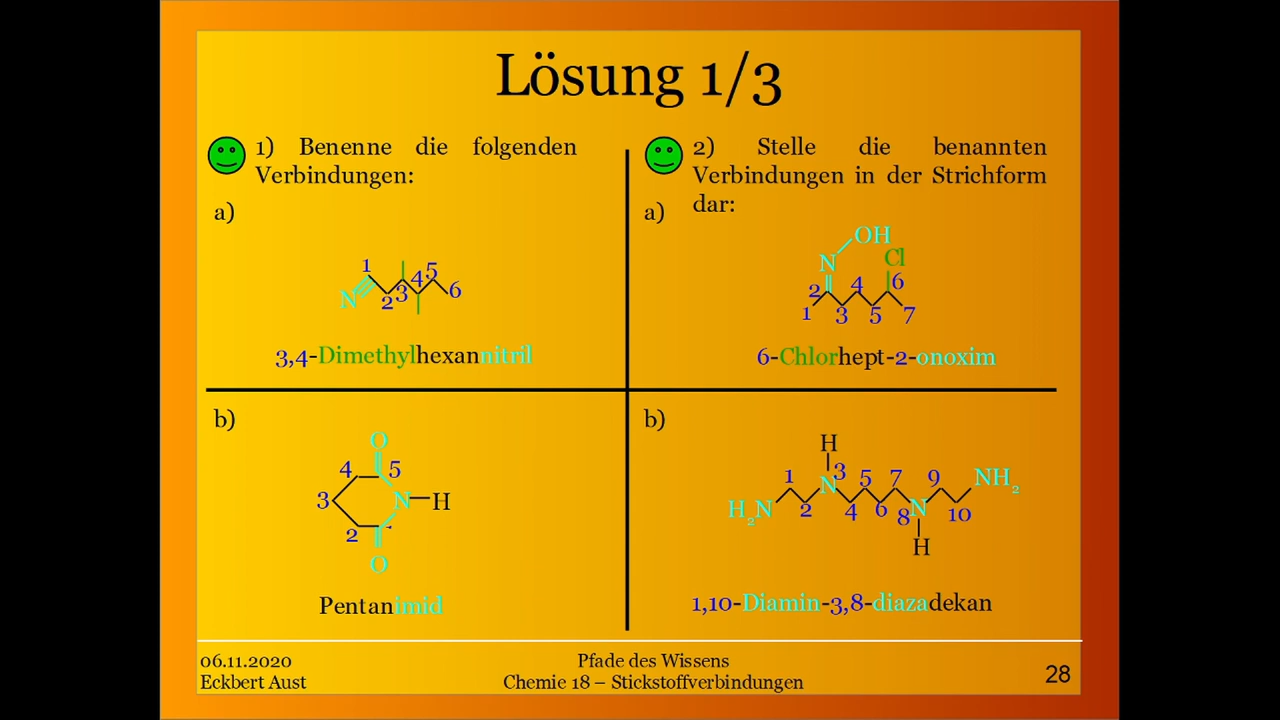 Lösung 1/3
1) Benenne die folgenden
Verbindungen:
a)
1
2
3
4
5
6
N
3,4-Dimethylhexannitril
b)
O
4
5
3
N
H
2
O
Pentanimid
2) Stelle die benannten
Verbindungen in der Strichform
dar:
a)
OH
N
Cl
2
4
6
1
3
5
7
6-Chlorhept-2-onoxim
b)
H
1
3
5
7
9
NH₂
N
H₂N
2
4
6
8
N
10
H
1,10-Diamin-3,8-diazadekan
06.11.2020
Eckbert Aust
Pfade des Wissens
Chemie 18 – Stickstoffverbindungen
28